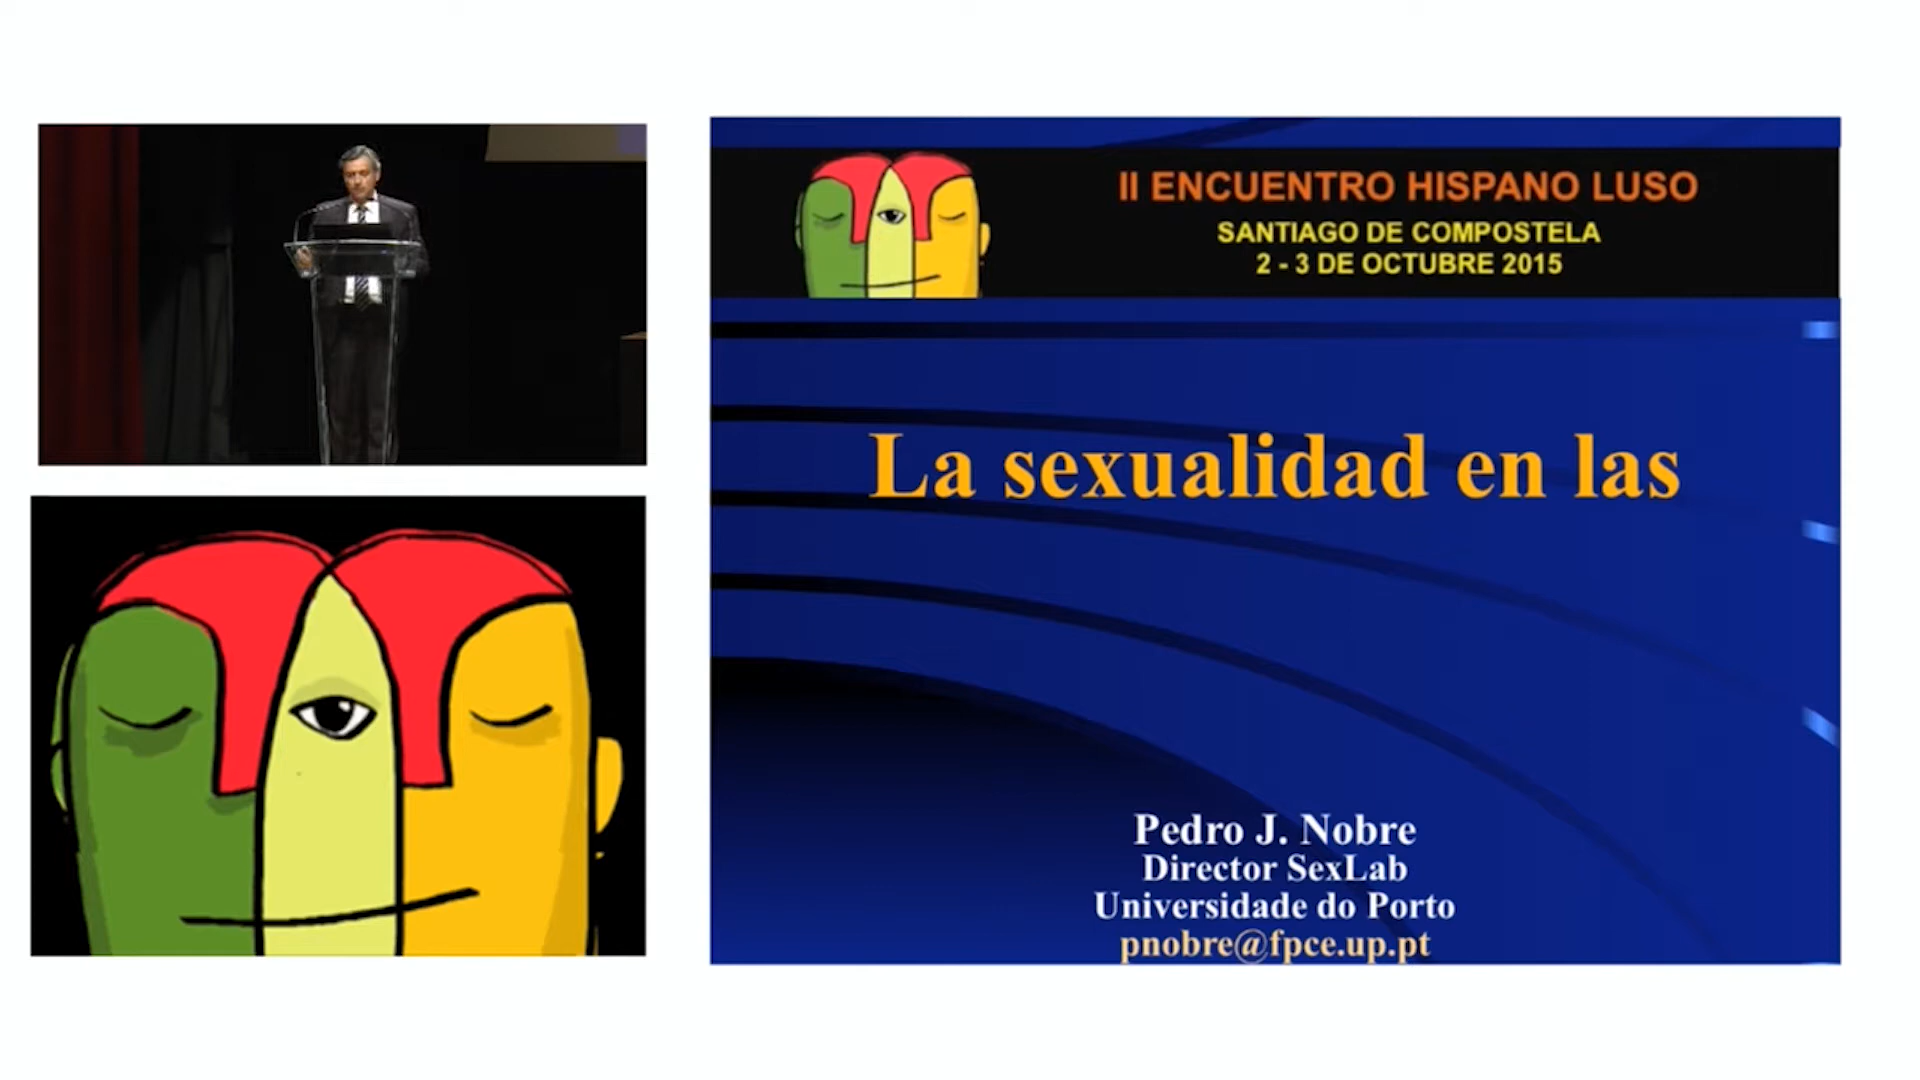 II ENCUENTRO HISPANO LUSO
SANTIAGO DE COMPOSTELA
2 - 3 DE OCTUBRE 2015
La sexualidad en las
Pedro J. Nobre
Director SexLab
Universidade do Porto
pnobre@fpce.up.pt